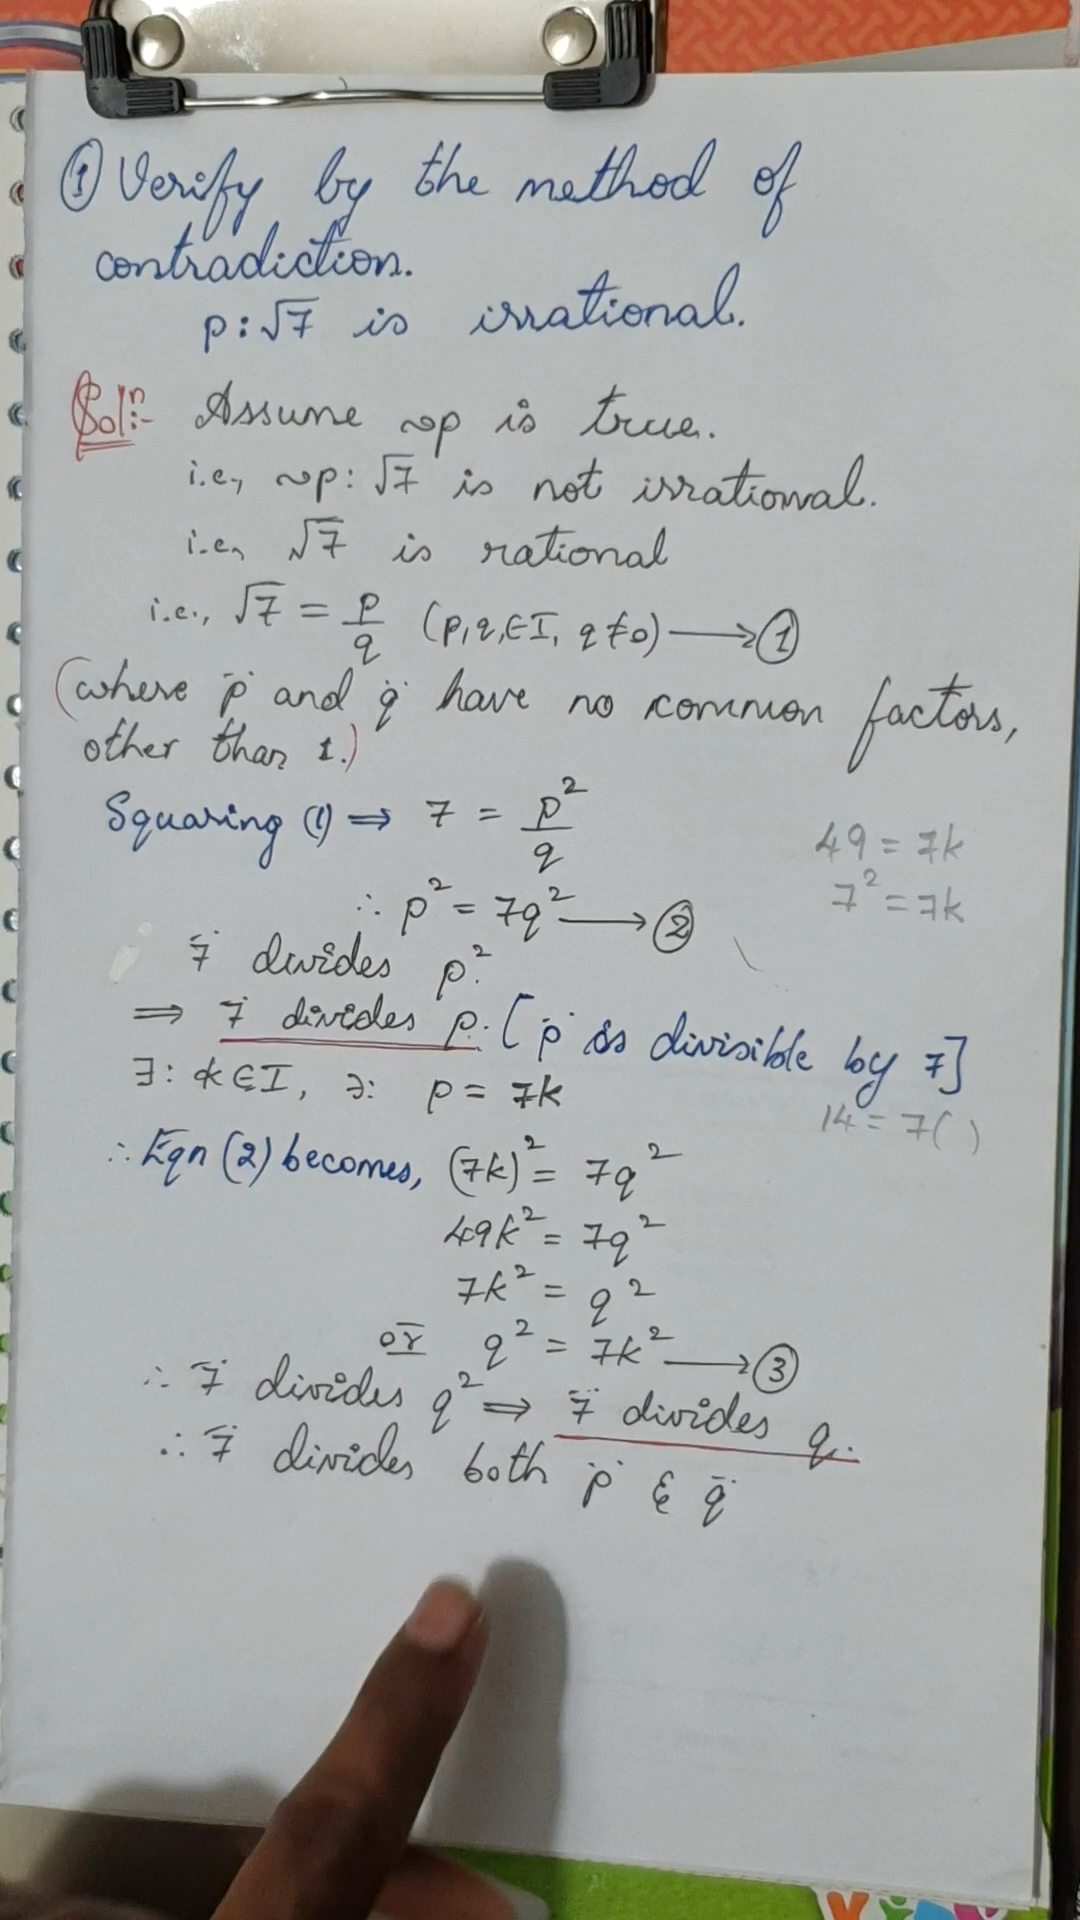 ① Verify by the method of
contradiction.
p: √7 is irrational.
Solⁿ:- Assume ~p is true.
i.e., ~p: √7 is not irrational.
i.e., √7 is rational
i.e., √7 = p/q (p,q,∈I, q≠0) ⟶ ①
(where 'p' and 'q' have no common factors,
other than 1.)
Squaring (1) ⇒ 7 = p²/q
49 = 7k
∴ p² = 7q² ⟶ ②
7² = 7k
7 divides p².
⇒ 7 divides p. ['p' is divisible by 7]
∃: k∈I, ∋: p = 7k
14 = 7( )
∴ Eqn (2) becomes, (7k)² = 7q²
49k² = 7q²
7k² = q²
or q² = 7k² ⟶ ③
∴ 7 divides q² ⇒ 7 divides q.
∴ 7 divides both 'p' & 'q'